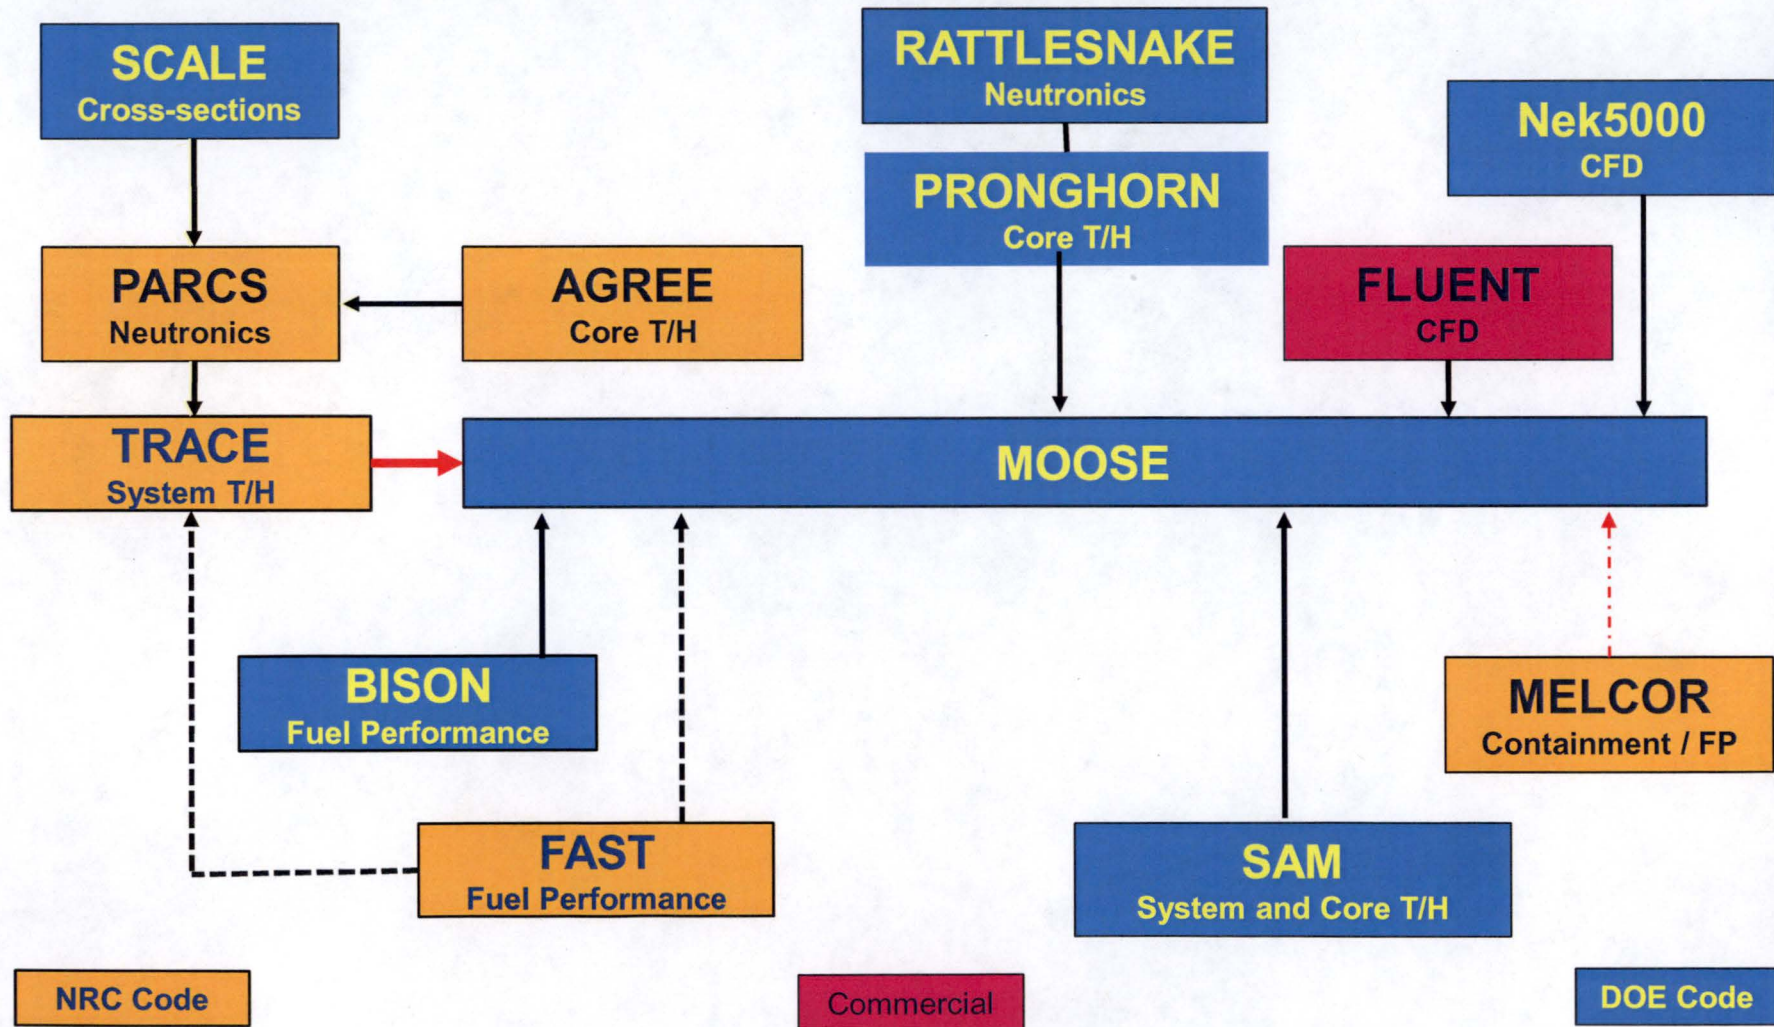 SCALE
Cross-sections
RATTLESNAKE
Neutronics
Nek5000
CFD
PRONGHORN
Core T/H
PARCS
Neutronics
AGREE
Core T/H
FLUENT
CFD
TRACE
System T/H
MOOSE
BISON
Fuel Performance
MELCOR
Containment / FP
FAST
Fuel Performance
SAM
System and Core T/H
NRC Code
Commercial
DOE Code